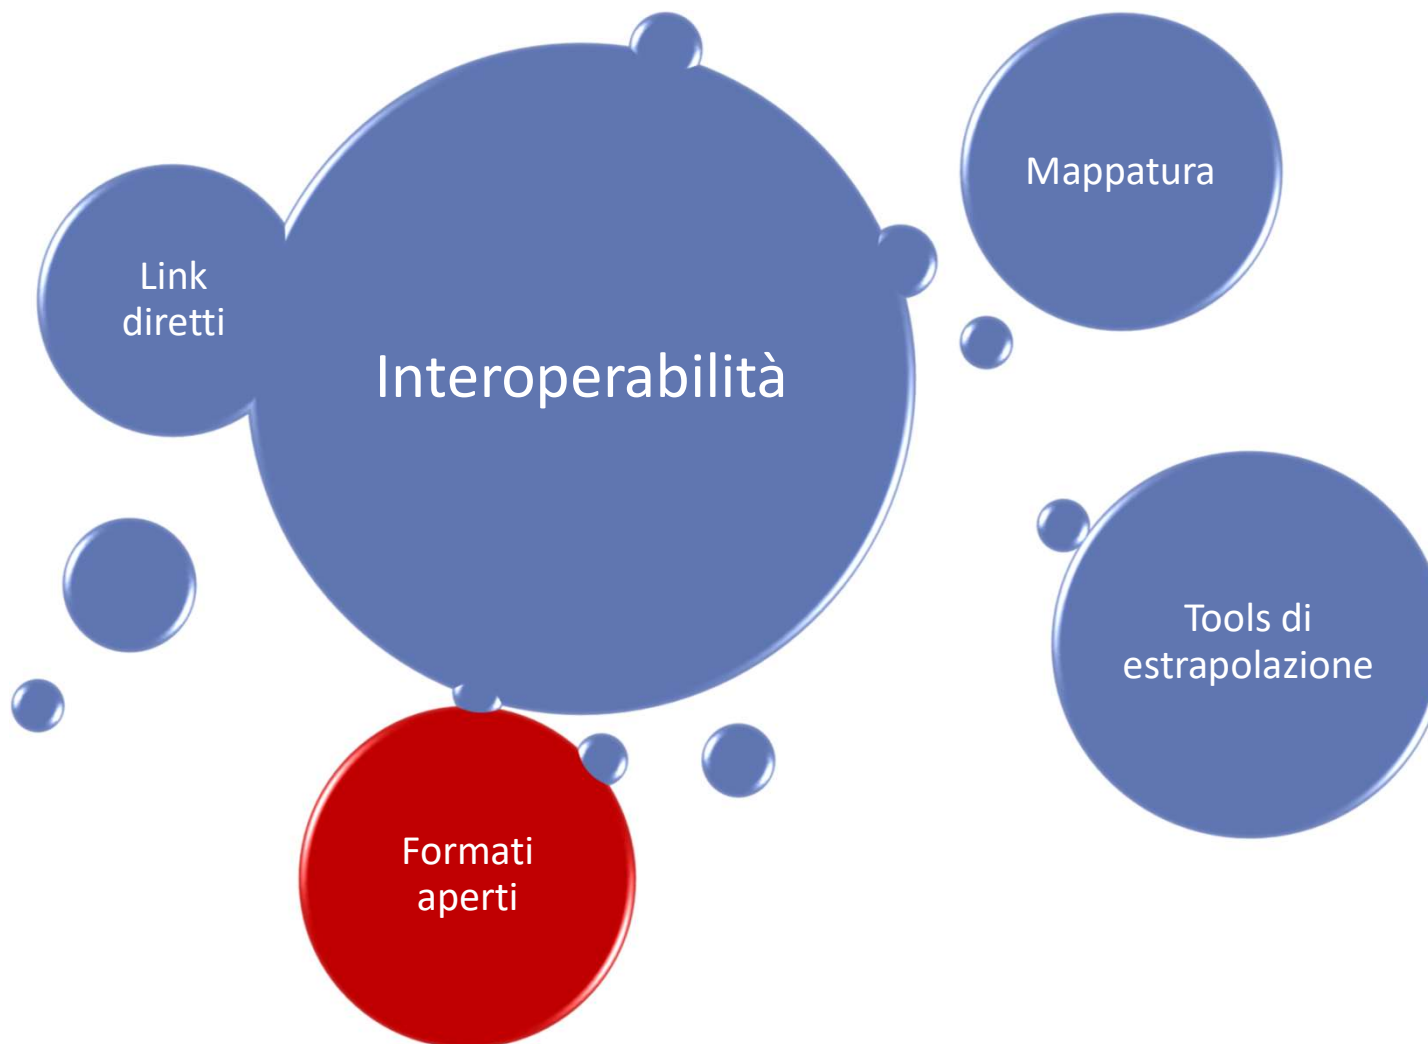 Mappatura
Link
diretti
Interoperabilità
Tools di
estrapolazione
Formati
aperti